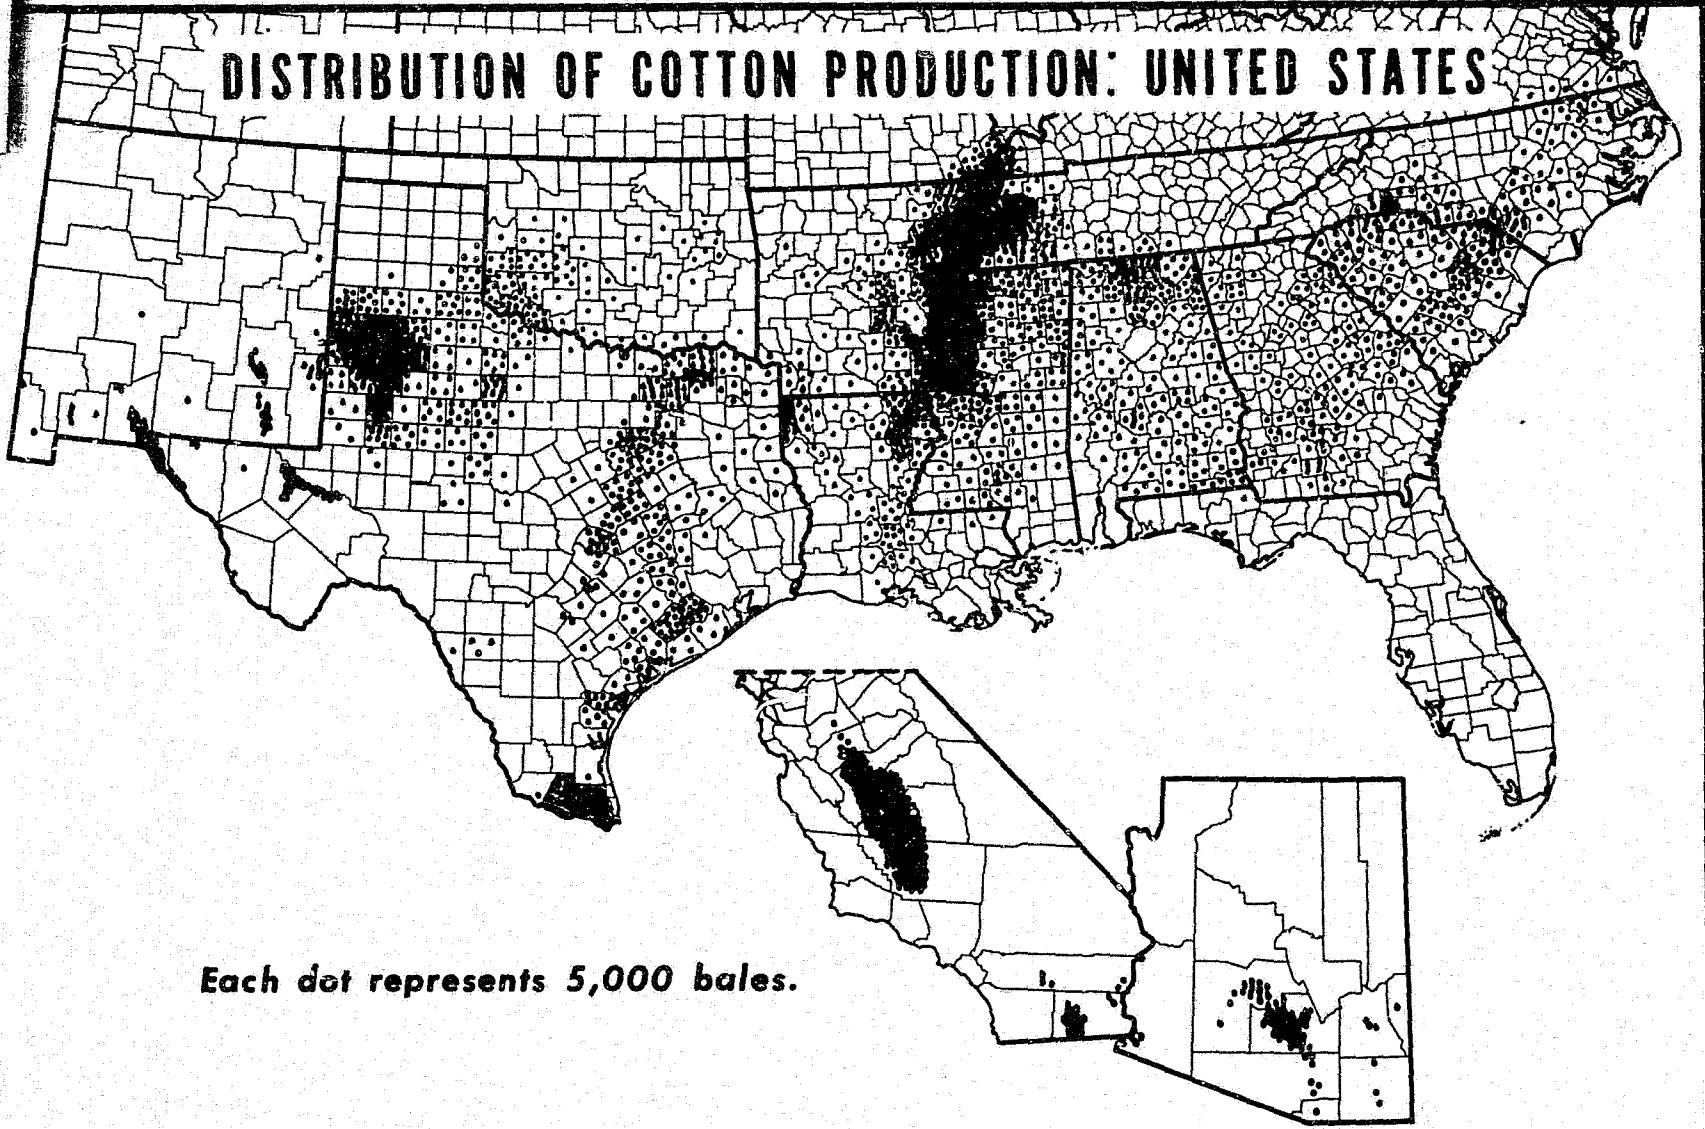 DISTRIBUTION OF COTTON PRODUCTION: UNITED STATES
Each dot represents 5,000 bales.